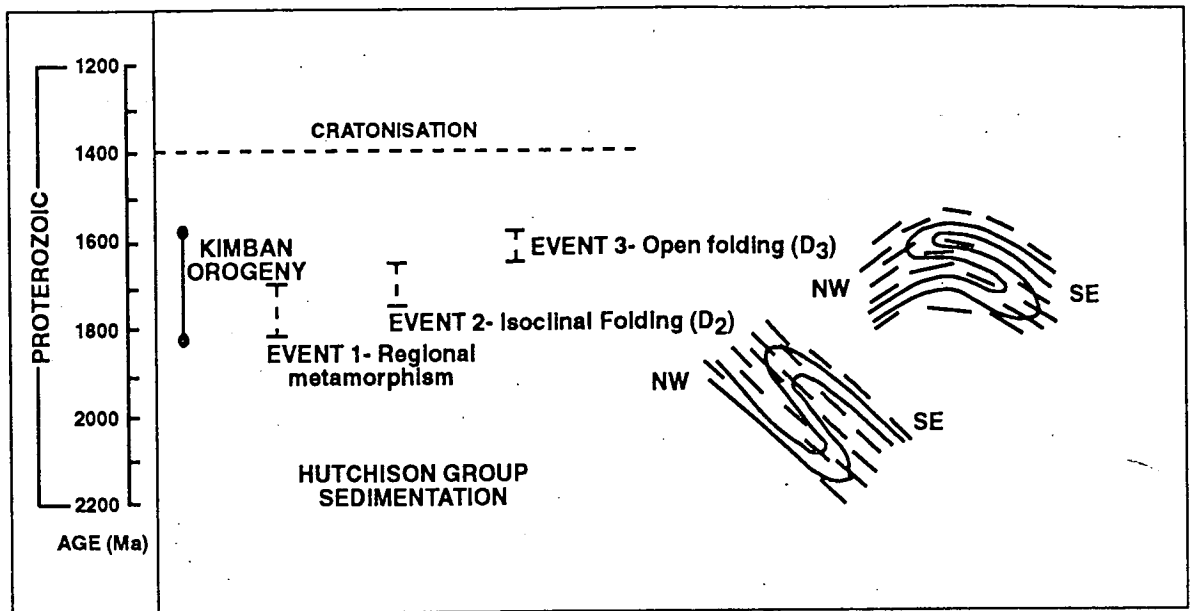 PROTEROZOIC
1200
1400
1600
1800
2000
2200
AGE (Ma)
CRATONISATION
KIMBAN
OROGENY
EVENT 3- Open folding (D3)
EVENT 2- Isoclinal Folding (D2)
EVENT 1- Regional
metamorphism
HUTCHISON GROUP
SEDIMENTATION
NW
SE
NW
SE